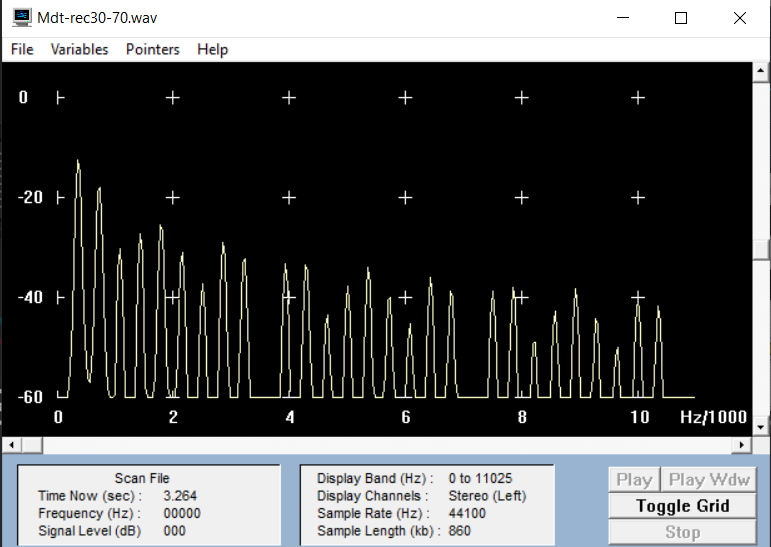 Mdt-rec30-70.wav
File Variables Pointers Help
0
-20
-40
-60
0 2 4 6 8 10 Hz/1000
Scan File
Time Now (sec) : 3.264
Frequency (Hz) : 00000
Signal Level (dB) 000
Display Band (Hz) : 0 to 11025
Display Channels : Stereo (Left)
Sample Rate (Hz) : 44100
Sample Length (kb) : 860
Play Play Wdw
Toggle Grid
Stop